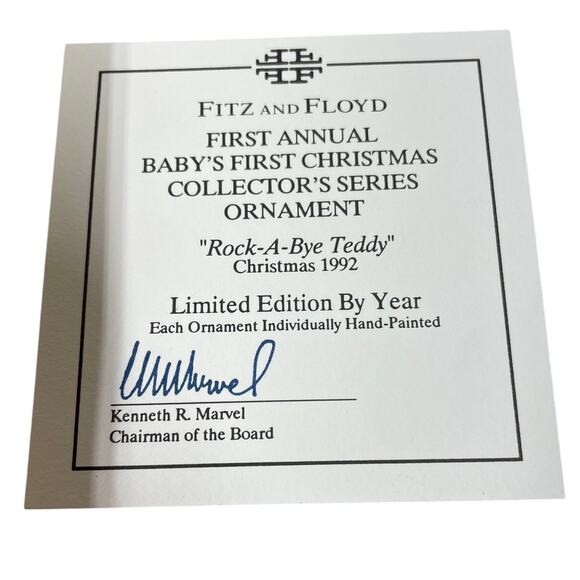 FITZ AND FLOYD
FIRST ANNUAL
BABY'S FIRST CHRISTMAS
COLLECTOR'S SERIES
ORNAMENT
"Rock-A-Bye Teddy"
Christmas 1992
Limited Edition By Year
Each Ornament Individually Hand-Painted
Kenneth R. Marvel
Chairman of the Board